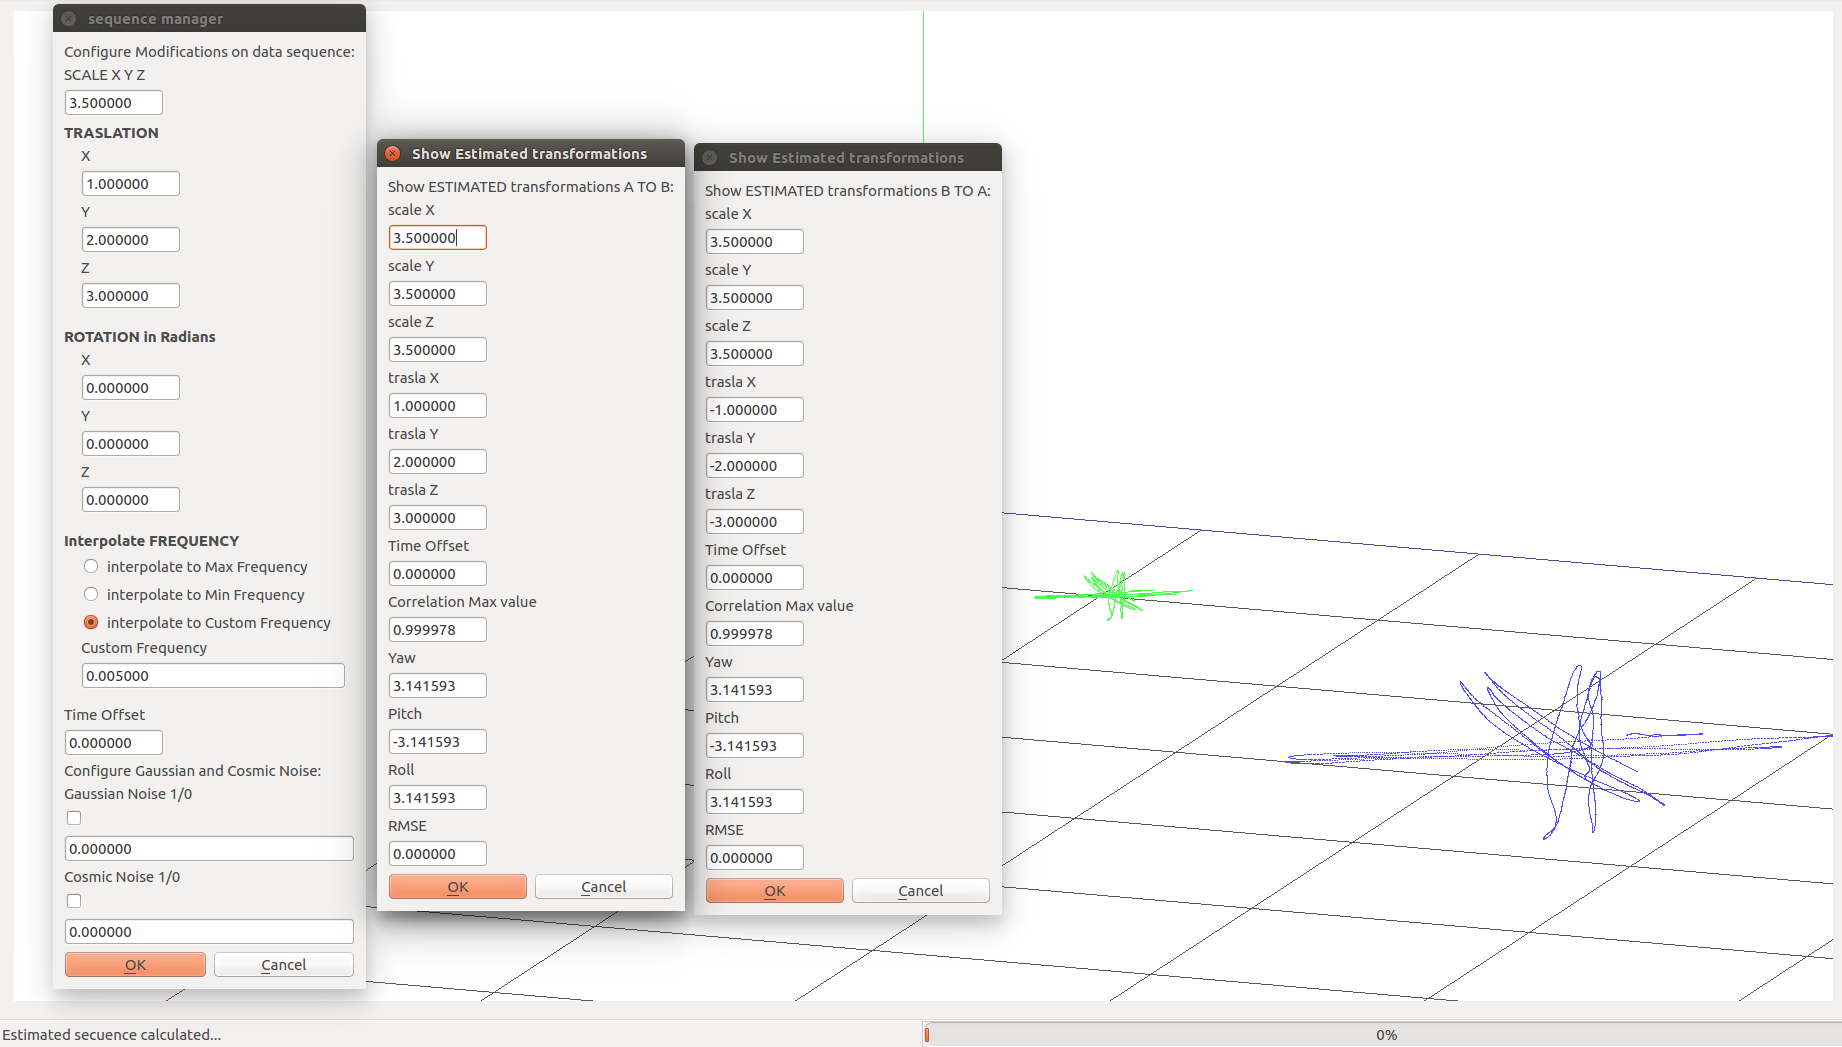 sequence manager
Configure Modifications on data sequence:
SCALE X Y Z
3.500000
TRASLATION
X
1.000000
Y
2.000000
Z
3.000000
ROTATION in Radians
X
0.000000
Y
0.000000
Z
0.000000
Interpolate FREQUENCY
interpolate to Max Frequency
interpolate to Min Frequency
interpolate to Custom Frequency
Custom Frequency
0.005000
Time Offset
0.000000
Configure Gaussian and Cosmic Noise:
Gaussian Noise 1/0
0.000000
Cosmic Noise 1/0
0.000000
OK Cancel
Show Estimated transformations
Show ESTIMATED transformations A TO B:
scale X
3.500000
scale Y
3.500000
scale Z
3.500000
trasla X
1.000000
trasla Y
2.000000
trasla Z
3.000000
Time Offset
0.000000
Correlation Max value
0.999978
Yaw
3.141593
Pitch
-3.141593
Roll
3.141593
RMSE
0.000000
OK Cancel
Show Estimated transformations
Show ESTIMATED transformations B TO A:
scale X
3.500000
scale Y
3.500000
scale Z
3.500000
trasla X
-1.000000
trasla Y
-2.000000
trasla Z
-3.000000
Time Offset
0.000000
Correlation Max value
0.999978
Yaw
3.141593
Pitch
-3.141593
Roll
3.141593
RMSE
0.000000
OK Cancel
Estimated secuence calculated...
0%